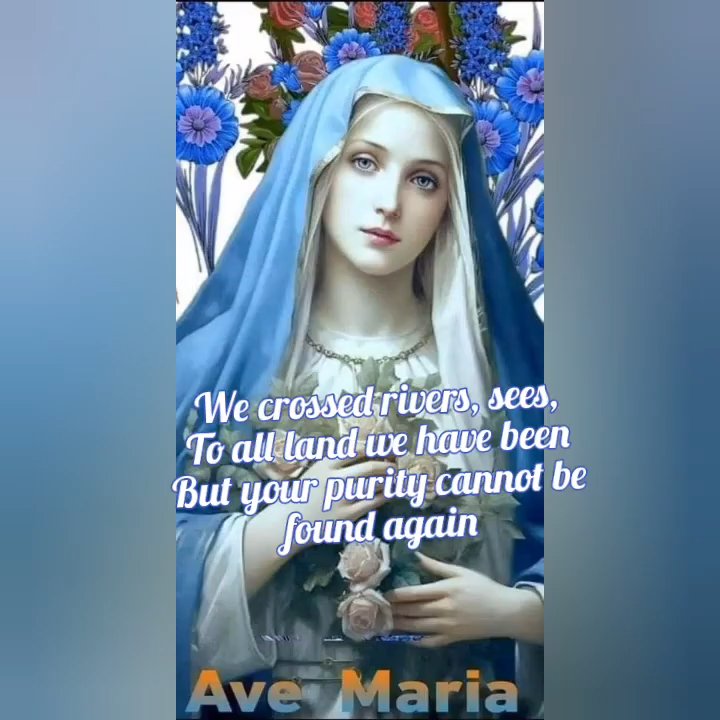 We crossed rivers, sees,
To all land we have been
But your purity cannot be
found again
Ave Maria